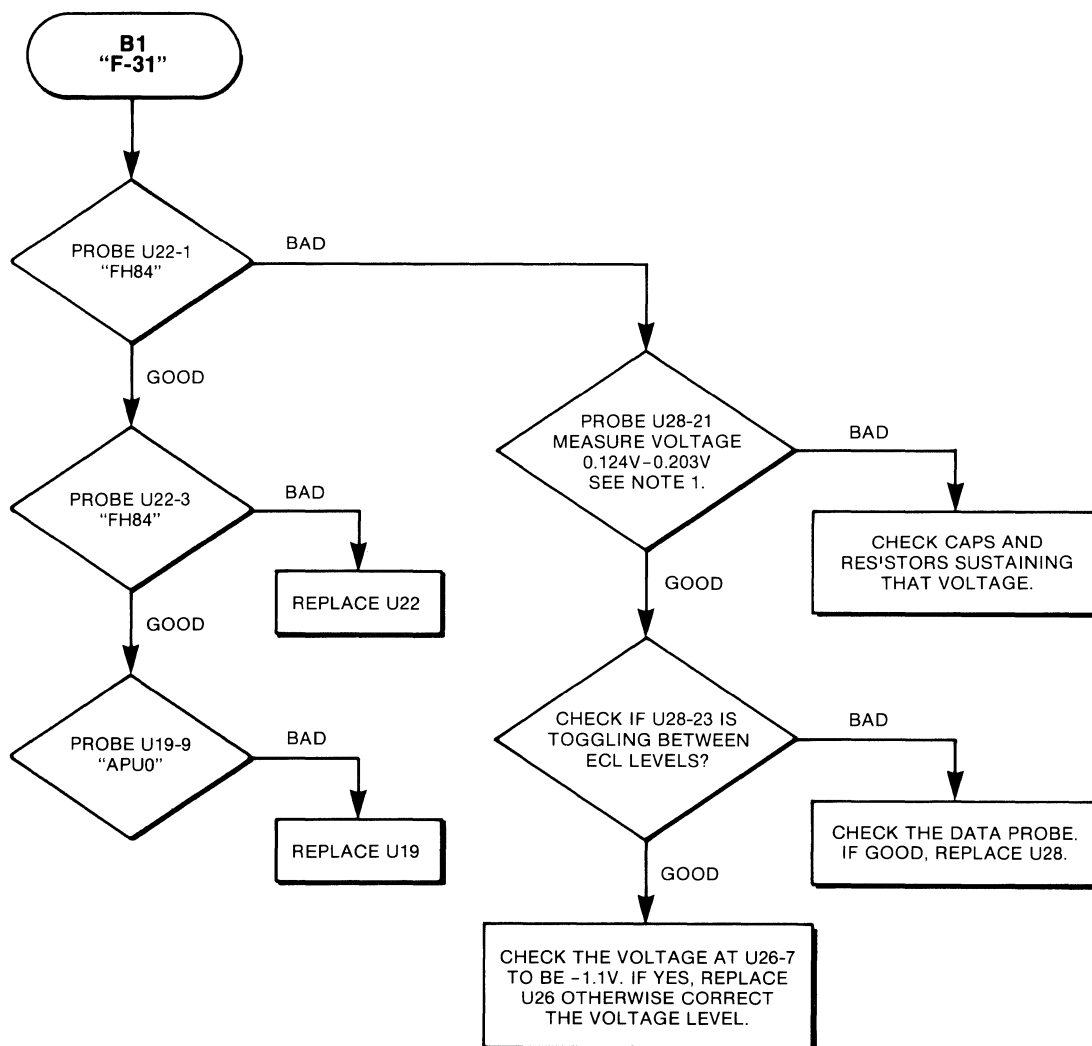 B1
"F-31"
PROBE U22-1
"FH84"
BAD
GOOD
PROBE U22-3
"FH84"
BAD
REPLACE U22
GOOD
PROBE U19-9
"APU0"
BAD
REPLACE U19
PROBE U28-21
MEASURE VOLTAGE
0.124V–0.203V
SEE NOTE 1.
BAD
CHECK CAPS AND
RESISTORS SUSTAINING
THAT VOLTAGE.
GOOD
CHECK IF U28-23 IS
TOGGLING BETWEEN
ECL LEVELS?
BAD
CHECK THE DATA PROBE.
IF GOOD, REPLACE U28.
GOOD
CHECK THE VOLTAGE AT U26-7
TO BE –1.1V. IF YES, REPLACE
U26 OTHERWISE CORRECT
THE VOLTAGE LEVEL.